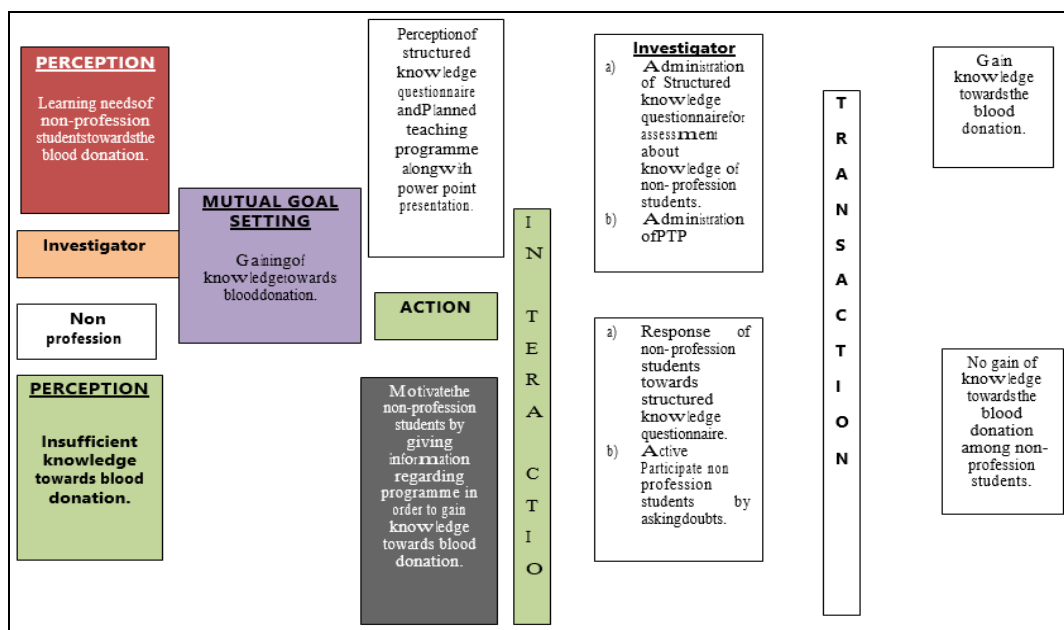 PERCEPTION
Learning needsof
non-profession
studentstowardsthe
blood donation.
Investigator
Non
profession
PERCEPTION
Insufficient
knowledge
towards blood
donation.
MUTUAL GOAL
SETTING
Gainingof
knowledgetowards
blooddonation.
Perceptionof
structured
knowledge
questionnaire
andPlanned
teaching
programme
alongwith
power point
presentation.
ACTION
Motivatethe
non-profession
students by
giving
information
regarding
programme in
order to gain
knowledge
towards blood
donation.
I
N
T
E
R
A
C
T
I
O
Investigator
a) Administration
of Structured
knowledge
questionnairefor
assessment
about
knowledge of
non-profession
students.
b) Administration
ofPTP
a) Response of
non-profession
students
towards
structured
knowledge
questionnaire.
b) Active
Participate non
profession
students by
askingdoubts.
T
R
A
N
S
A
C
T
I
O
N
Gain
knowledge
towardsthe
blood
donation.
No gain of
knowledge
towardsthe
blood
donation
among non-
profession
students.